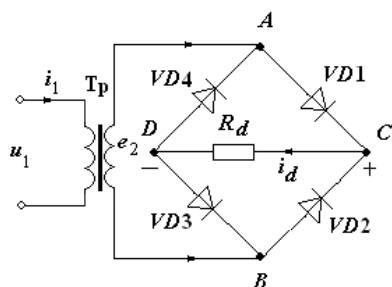 A
i1 Tp VD4 VD1
D Rd C
u1 e2 − id +
VD3 VD2
B